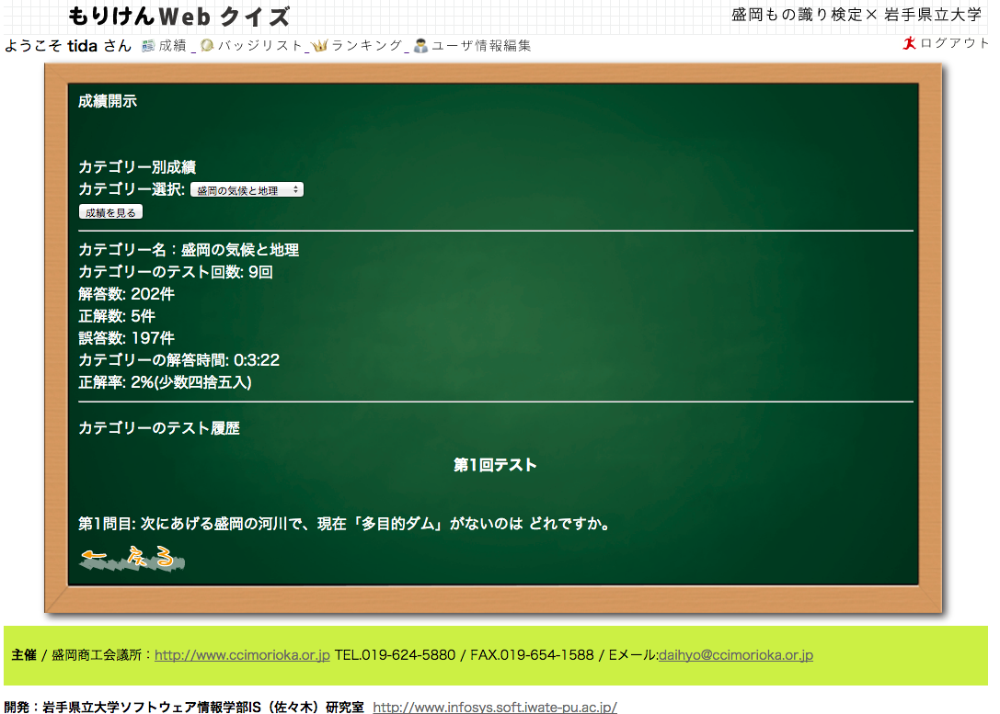 もりけんWeb クイズ
盛岡もの識り検定× 岩手県立大学
ようこそ tida さん 成績 _ バッジリスト _ ランキング _ ユーザ情報編集
ログアウト
成績開示
カテゴリー別成績
カテゴリー選択: 盛岡の気候と地理
成績を見る
カテゴリー名：盛岡の気候と地理
カテゴリーのテスト回数: 9回
解答数: 202件
正解数: 5件
誤答数: 197件
カテゴリーの解答時間: 0:3:22
正解率: 2%(少数四捨五入)
カテゴリーのテスト履歴
第1回テスト
第1問目: 次にあげる盛岡の河川で、現在「多目的ダム」がないのは どれですか。
← 戻る
主催 / 盛岡商工会議所：http://www.ccimorioka.or.jp TEL.019-624-5880 / FAX.019-654-1588 / Eメール:daihyo@ccimorioka.or.jp
開発：岩手県立大学ソフトウェア情報学部IS（佐々木）研究室 http://www.infosys.soft.iwate-pu.ac.jp/